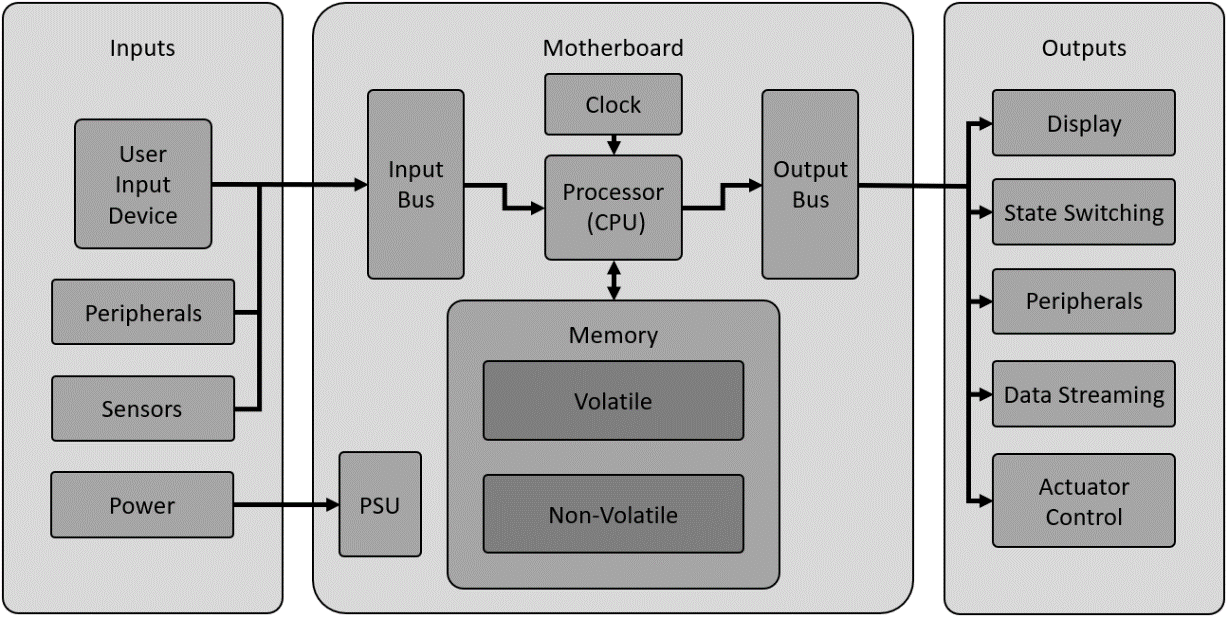 Inputs
User
Input
Device
Peripherals
Sensors
Power
Motherboard
Clock
Input
Bus
Processor
(CPU)
Output
Bus
Memory
Volatile
Non-Volatile
PSU
Outputs
Display
State Switching
Peripherals
Data Streaming
Actuator
Control